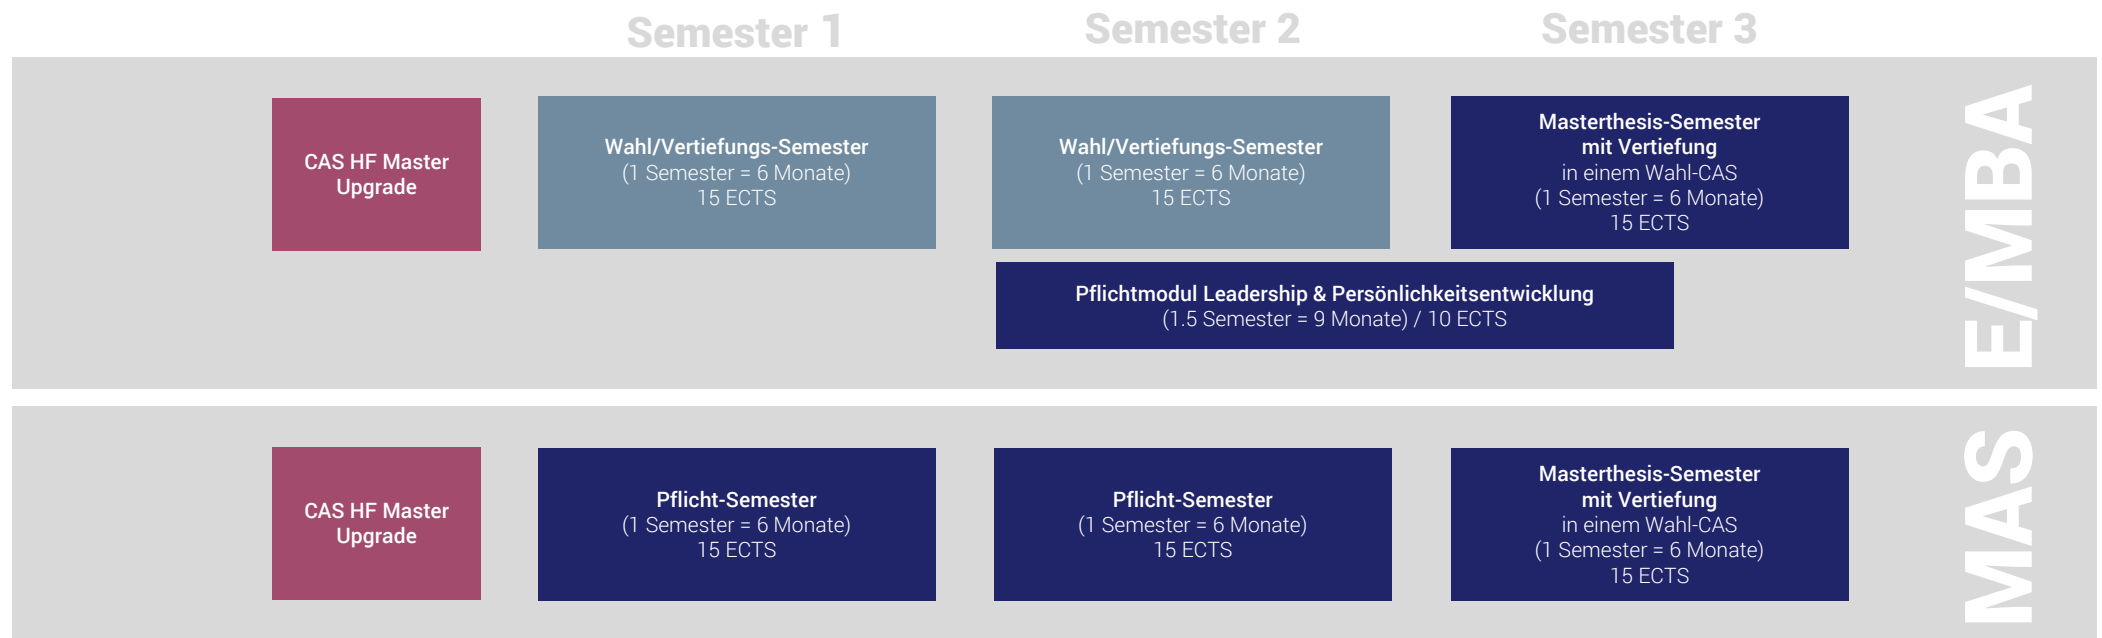 Semester 1
Semester 2
Semester 3
CAS HF Master
Upgrade
Wahl/Vertiefungs-Semester
(1 Semester = 6 Monate)
15 ECTS
Wahl/Vertiefungs-Semester
(1 Semester = 6 Monate)
15 ECTS
Masterthesis-Semester
mit Vertiefung
in einem Wahl-CAS
(1 Semester = 6 Monate)
15 ECTS
Pflichtmodul Leadership & Persönlichkeitsentwicklung
(1.5 Semester = 9 Monate) / 10 ECTS
E/MBA
CAS HF Master
Upgrade
Pflicht-Semester
(1 Semester = 6 Monate)
15 ECTS
Pflicht-Semester
(1 Semester = 6 Monate)
15 ECTS
Masterthesis-Semester
mit Vertiefung
in einem Wahl-CAS
(1 Semester = 6 Monate)
15 ECTS
MAS